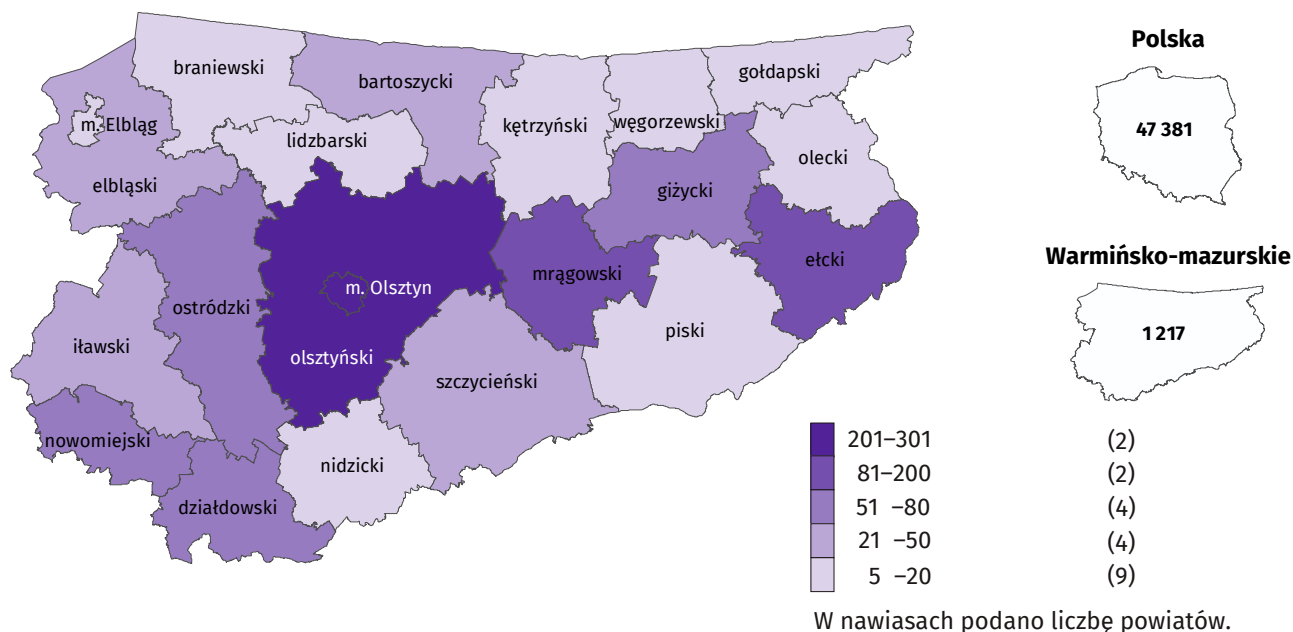 braniewski
bartoszycki
gołdapski
m. Elbląg
lidzbarski
kętrzyński
węgorzewski
olecki
elbląski
giżycki
ełcki
mrągowski
m. Olsztyn
ostródzki
piski
iławski
olsztyński
szczycieński
nowomiejski
nidzicki
działdowski
Polska
47 381
Warmińsko-mazurskie
1 217
201–301 (2)
81–200 (2)
51 –80 (4)
21 –50 (4)
5 –20 (9)
W nawiasach podano liczbę powiatów.